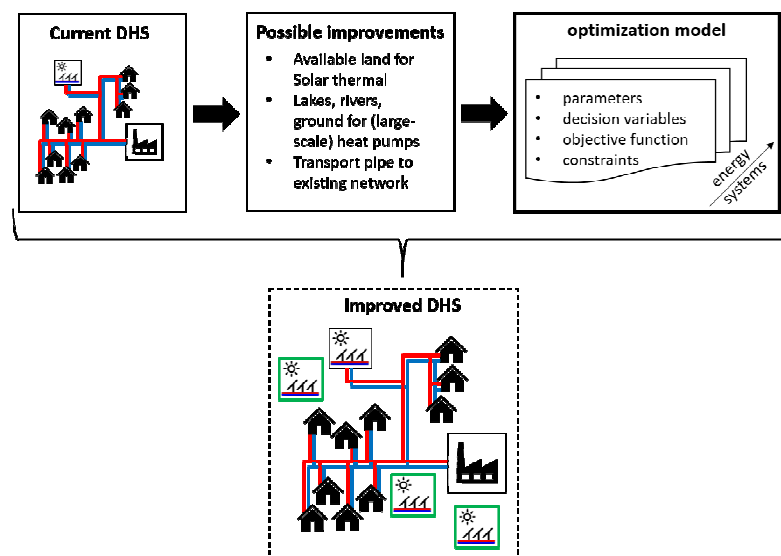 Current DHS
Possible improvements
• Available land for
Solar thermal
• Lakes, rivers,
ground for (large-
scale) heat pumps
• Transport pipe to
existing network
optimization model
• parameters
• decision variables
• objective function
• constraints
energy
systems
Improved DHS